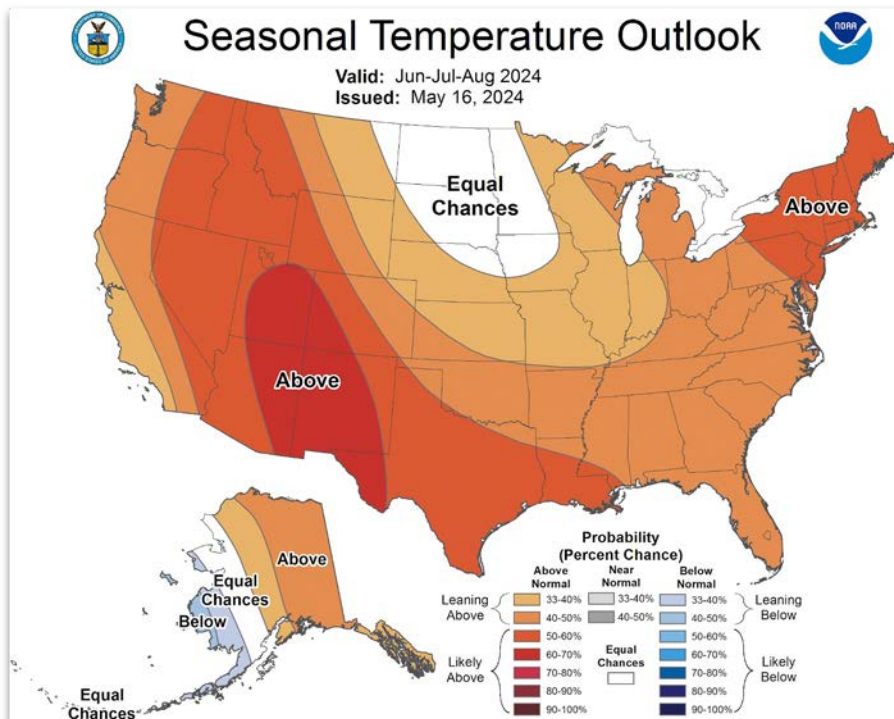 Seasonal Temperature Outlook
NOAA
Valid: Jun-Jul-Aug 2024
Issued: May 16, 2024
Equal
Chances
Above
Above
Above
Equal
Chances
Below
Equal
Chances
Probability
(Percent Chance)
Above
Normal
Near
Normal
Below
Normal
Leaning
Above
33-40%
40-50%
33-40%
40-50%
33-40%
40-50%
Leaning
Below
Likely
Above
50-60%
60-70%
70-80%
80-90%
90-100%
Equal
Chances
50-60%
60-70%
70-80%
80-90%
90-100%
Likely
Below